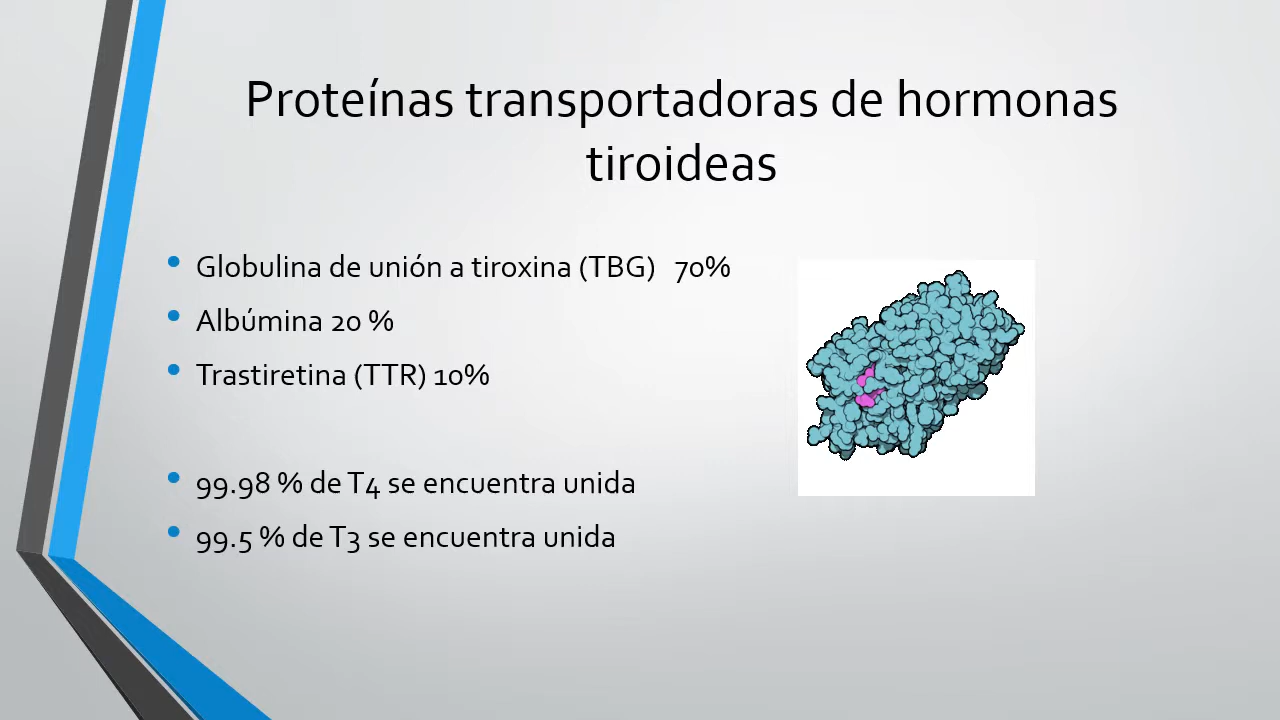 Proteínas transportadoras de hormonas
tiroideas
• Globulina de unión a tiroxina (TBG) 70%
• Albúmina 20 %
• Trastiretina (TTR) 10%
• 99.98 % de T4 se encuentra unida
• 99.5 % de T3 se encuentra unida